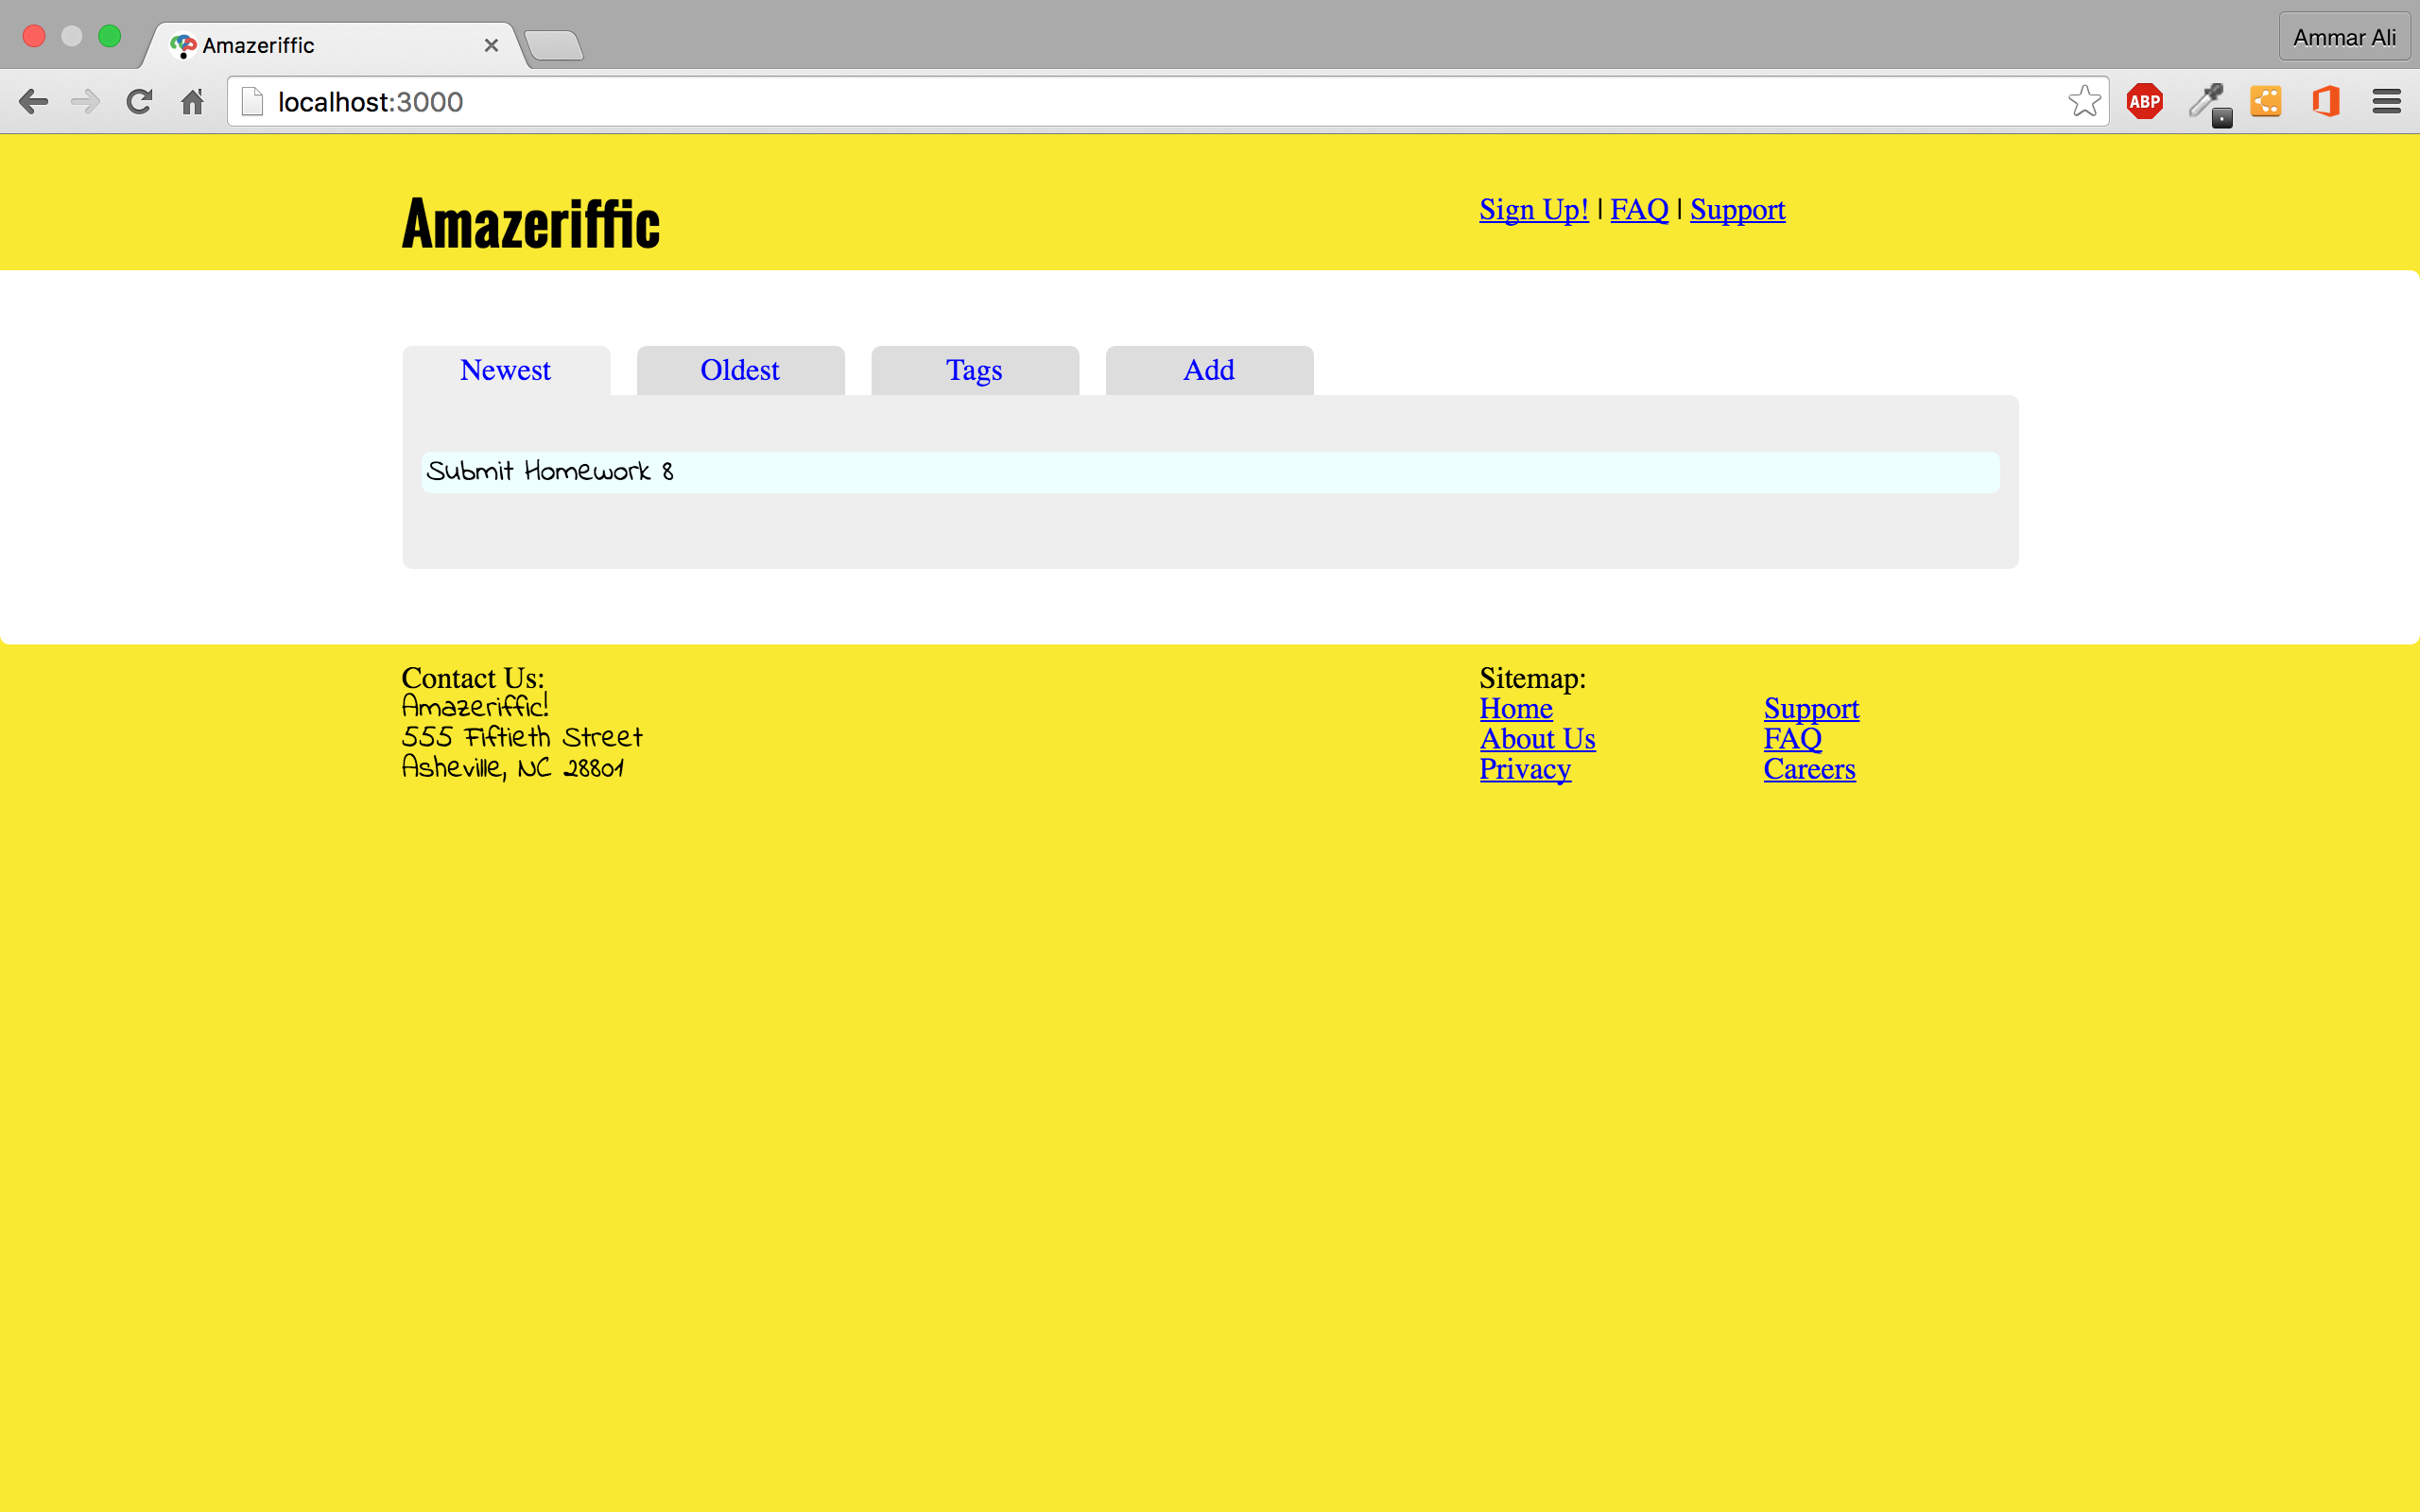 Amazeriffic
Ammar Ali
localhost:3000
ABP
Amazeriffic
Sign Up! | FAQ | Support
Newest Oldest Tags Add
Submit Homework 8
Contact Us:
Amazeriffic!
555 Fiftieth Street
Asheville, NC 28801
Sitemap:
Home Support
About Us FAQ
Privacy Careers